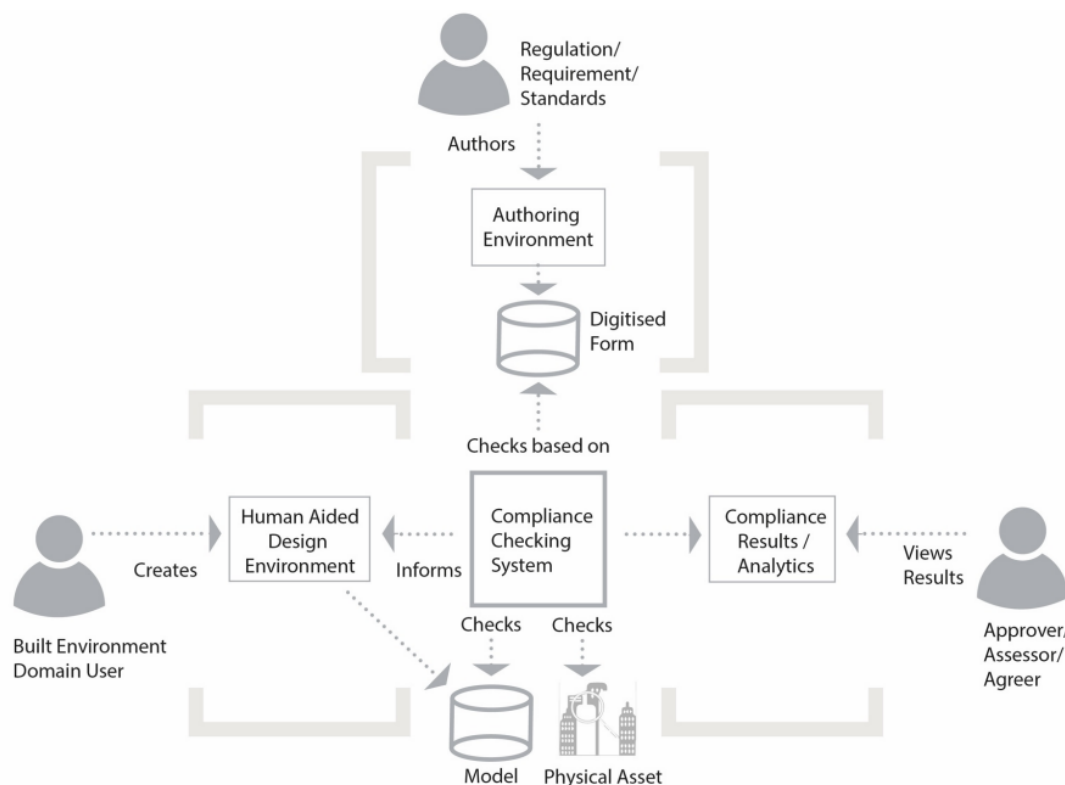 Regulation/
Requirement/
Standards
Authors
Authoring
Environment
Digitised
Form
Checks based on
Human Aided
Design
Environment
Compliance
Checking
System
Compliance
Results /
Analytics
Creates
Informs
Views
Results
Built Environment
Domain User
Checks
Checks
Approver/
Assessor/
Agreer
Model
Physical Asset